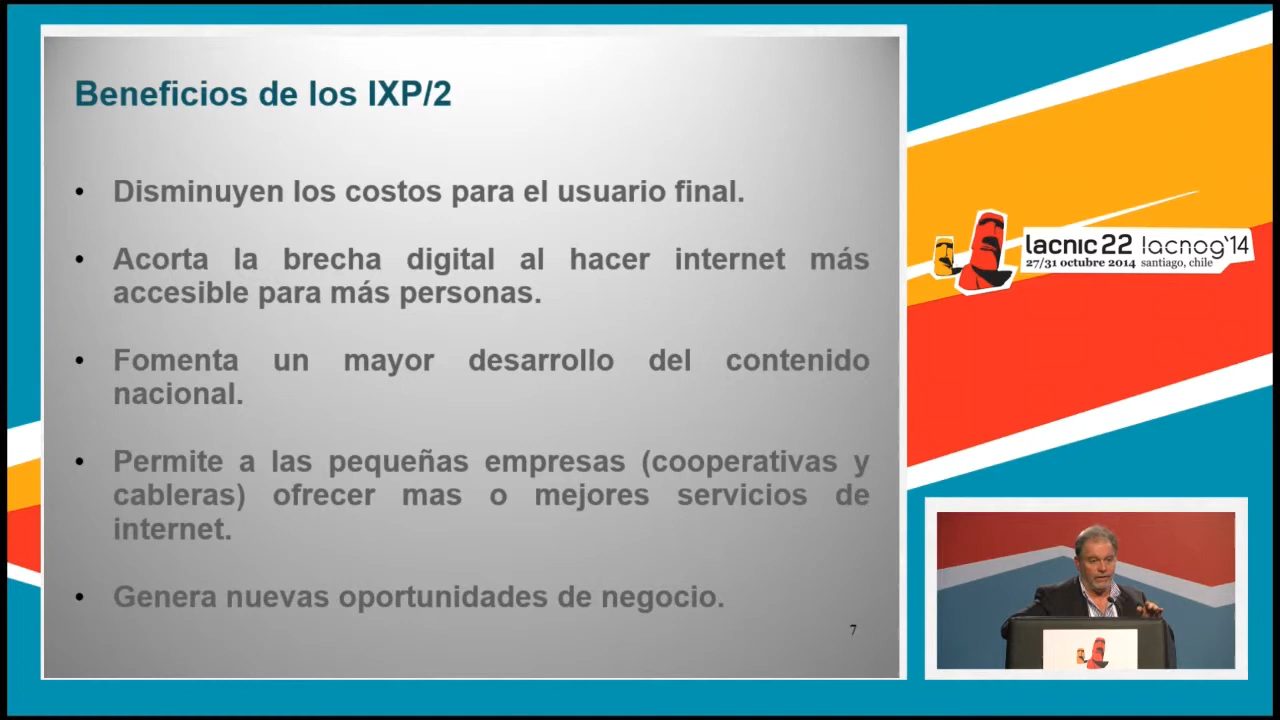 Beneficios de los IXP/2
• Disminuyen los costos para el usuario final.
• Acorta la brecha digital al hacer internet más
accesible para más personas.
• Fomenta un mayor desarrollo del contenido
nacional.
• Permite a las pequeñas empresas (cooperativas y
cableras) ofrecer mas o mejores servicios de
internet.
• Genera nuevas oportunidades de negocio.
7
lacnic 22 lacnog'14
27/31 octubre 2014 santiago, chile